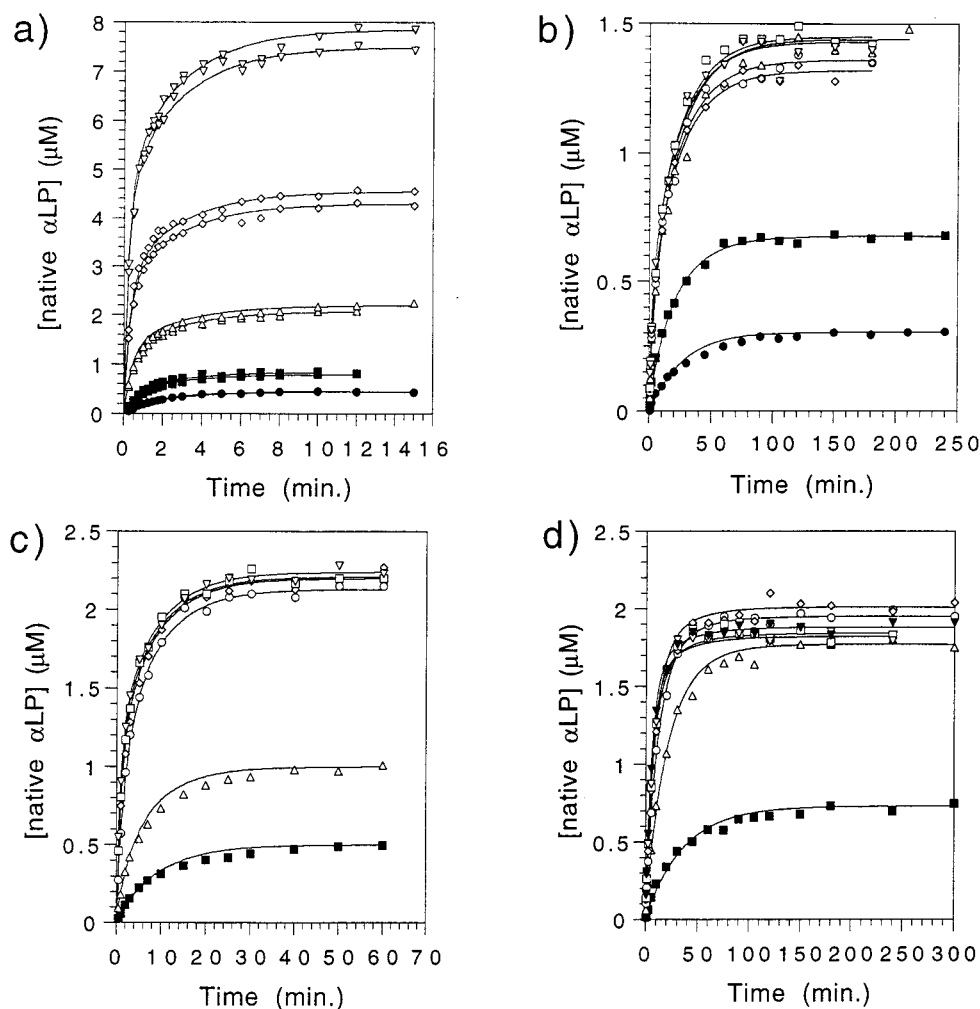 a)
[native αLP] (μM)
8
7
6
5
4
3
2
1
0
0 2 4 6 8 10 12 14 16
Time (min.)
b)
[native αLP] (μM)
1.5
1
0.5
0
0 50 100 150 200 250
Time (min.)
c)
[native αLP] (μM)
2.5
2
1.5
1
0.5
0
0 10 20 30 40 50 60 70
Time (min.)
d)
[native αLP] (μM)
2.5
2
1.5
1
0.5
0
0 50 100 150 200 250 300
Time (min.)